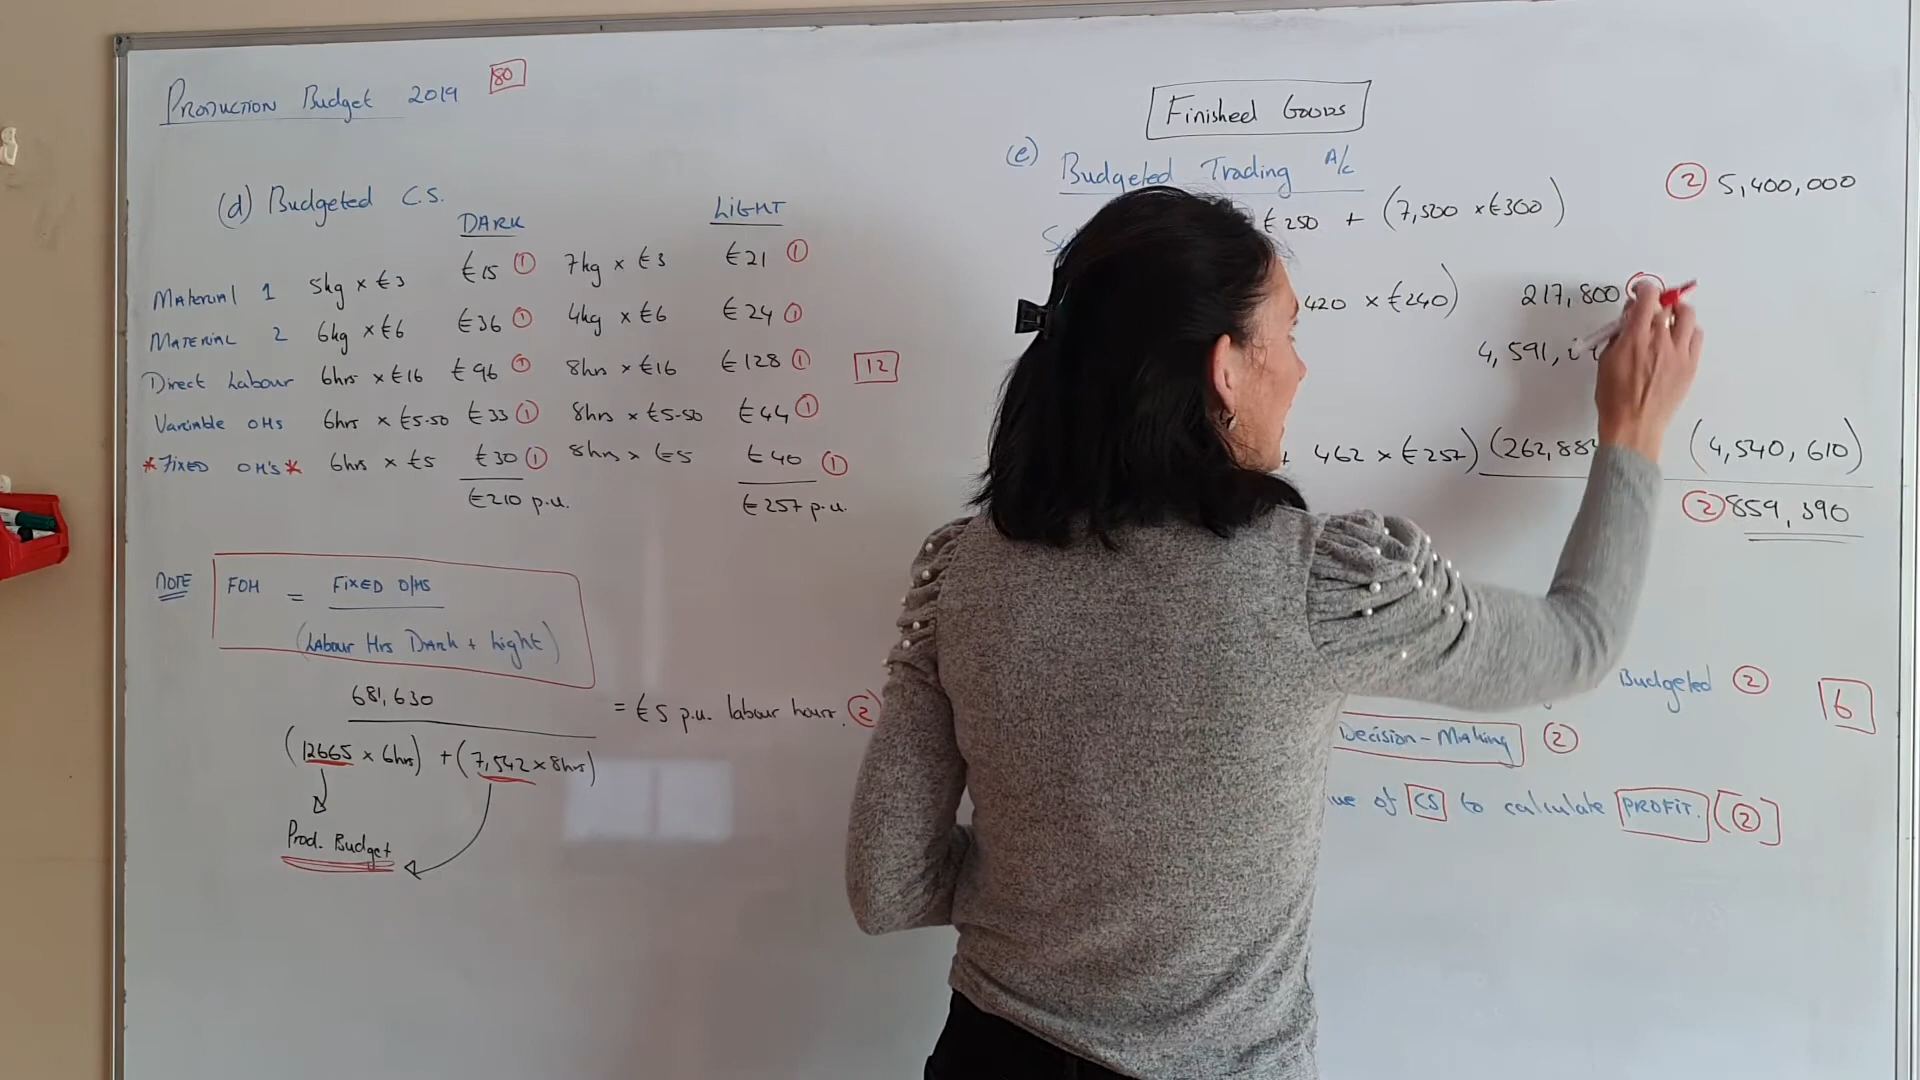 PRODUCTION Budget 2019 80
(d) Budgeted C.S.
DARK LIGHT
MATERIAL 1 5kg x €3 €15 1 7kg x €3 €21 1
MATERIAL 2 6kg x €6 €36 1 4kg x €6 €24 1
Direct Labour 6hrs x €16 €96 1 8hrs x €16 €128 1 12
Variable OHs 6hrs x €5-50 €33 1 8hrs x €5-50 €44 1
*Fixed OH's* 6hrs x €5 €30 1 8hrs x €5 €40 1
€210 p.u. €257 p.u.
NOTE FOH = Fixed O/HS
(Labour Hrs Dark + Light)
681,630
(12665 x 6hrs) + (7,542 x 8hrs) = €5 p.u. labour hour. 2
Prod. Budget
Finished Goods
(e) Budgeted Trading A/c
€250 + (7,500 x €300) 2 5,400,000
420 x €240) 217,800
4,591,
+ 462 x €257) (262,88 (4,540,610)
2 859,390
Budgeted 2 6
Decision-Making 2
of CS to calculate PROFIT. (2]